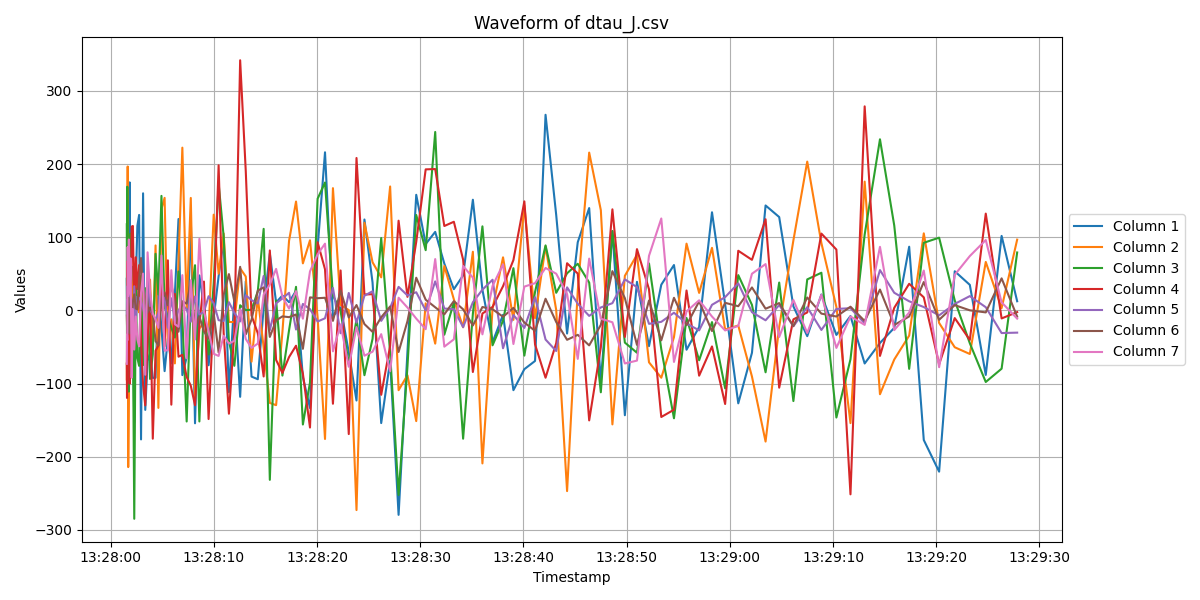 Waveform of dtau_J.csv
Values
300
200
100
0
−100
−200
−300
13:28:00 13:28:10 13:28:20 13:28:30 13:28:40 13:28:50 13:29:00 13:29:10 13:29:20 13:29:30
Timestamp
Column 1
Column 2
Column 3
Column 4
Column 5
Column 6
Column 7